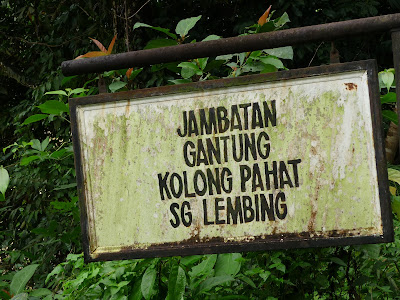 JAMBATAN
GANTUNG
KOLONG PAHAT
SG LEMBING